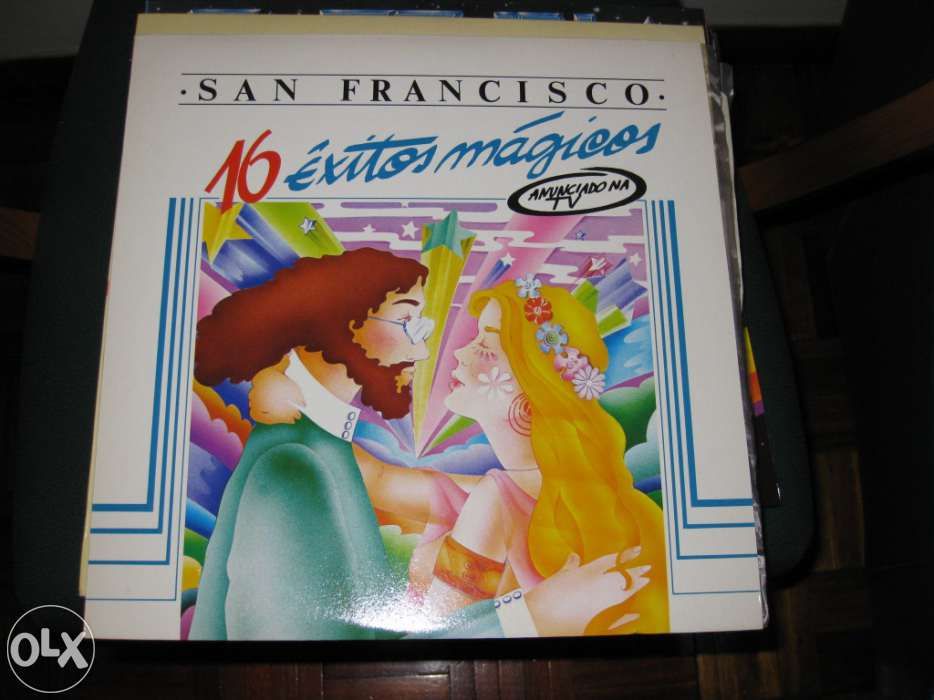 · SAN FRANCISCO ·
16 êxitos mágicos
ANUNCIADO NA
TV
OLX